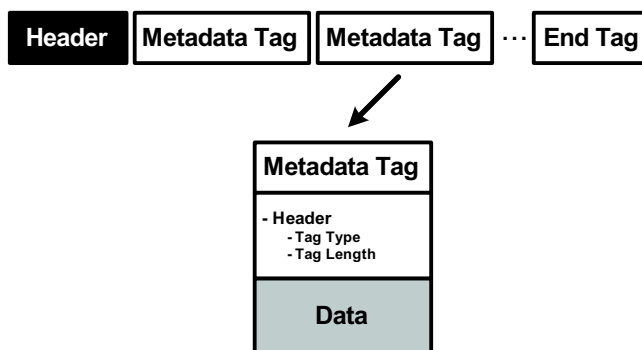 Header Metadata Tag Metadata Tag ... End Tag
Metadata Tag
- Header
- Tag Type
- Tag Length
Data